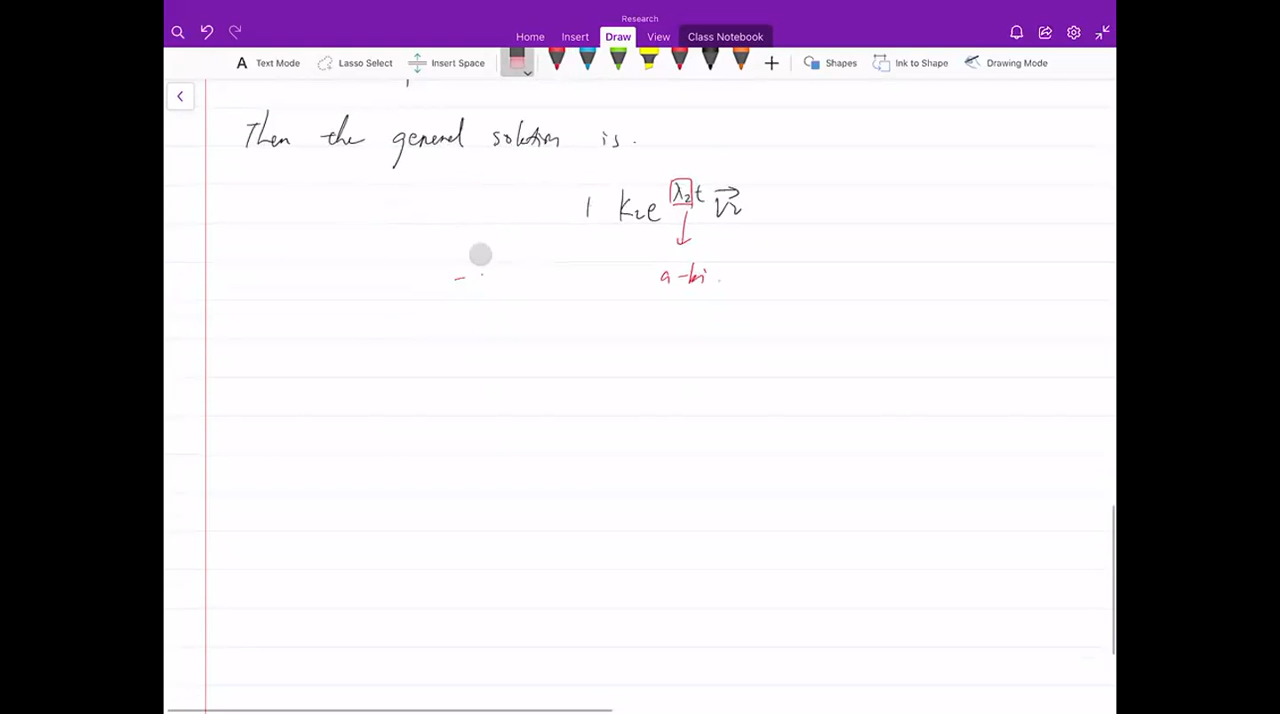 Research
Home Insert Draw View Class Notebook
A Text Mode Lasso Select Insert Space Shapes Ink to Shape Drawing Mode
Then the general solution is.
k₂e^{λ₂t} \vec{V₂}
a-bi.